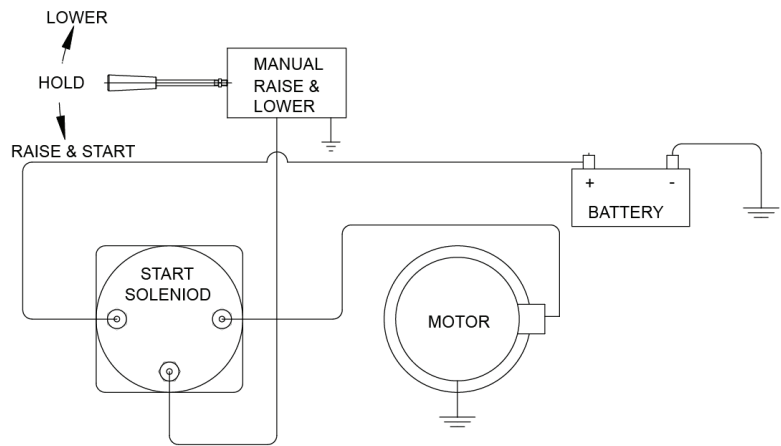 LOWER
HOLD
RAISE & START
MANUAL
RAISE &
LOWER
+ -
BATTERY
START
SOLENIOD
MOTOR